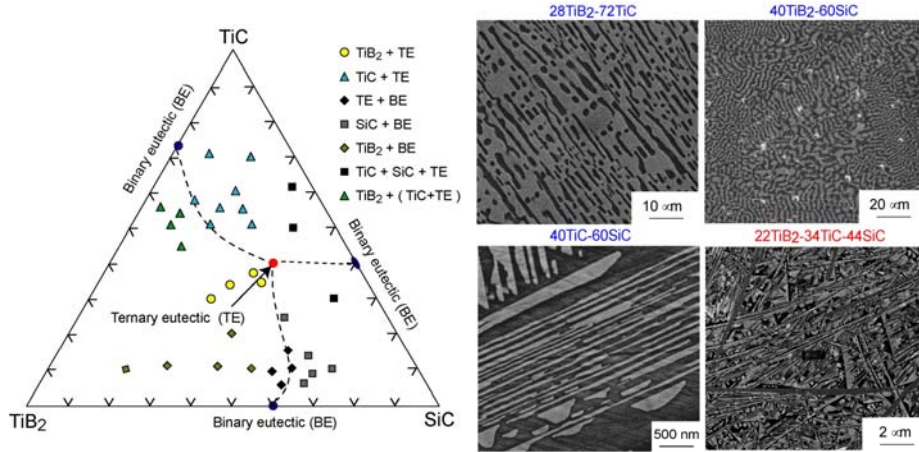 TiC
TiB2 + TE
TiC + TE
TE + BE
SiC + BE
TiB2 + BE
TiC + SiC + TE
TiB2 + (TiC+TE)
Binary eutectic (BE)
Binary eutectic (BE)
Ternary eutectic (TE)
TiB2
SiC
Binary eutectic (BE)
28TiB2-72TiC
10 αm
40TiB2-60SiC
20 αm
40TiC-60SiC
500 nm
22TiB2-34TiC-44SiC
2 αm